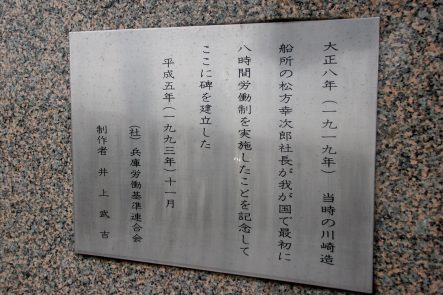 大正八年(一九一九年) 当時の川崎造
船所の松方幸次郎社長が我が国で最初に
八時間労働制を実施したことを記念して
ここに碑を建立した
平成五年(一九九三年)十一月
(社)兵庫労働基準連合会
制作者 井上武吉